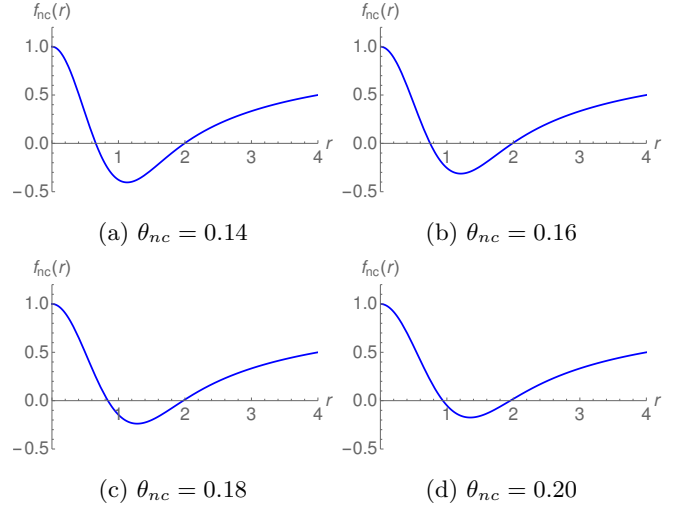 f_nc(r)
1.0
0.5
0.0
−0.5
1 2 3 4
r
(a) θ_nc = 0.14
f_nc(r)
1.0
0.5
0.0
−0.5
1 2 3 4
r
(b) θ_nc = 0.16
f_nc(r)
1.0
0.5
0.0
−0.5
1 2 3 4
r
(c) θ_nc = 0.18
f_nc(r)
1.0
0.5
0.0
−0.5
1 2 3 4
r
(d) θ_nc = 0.20